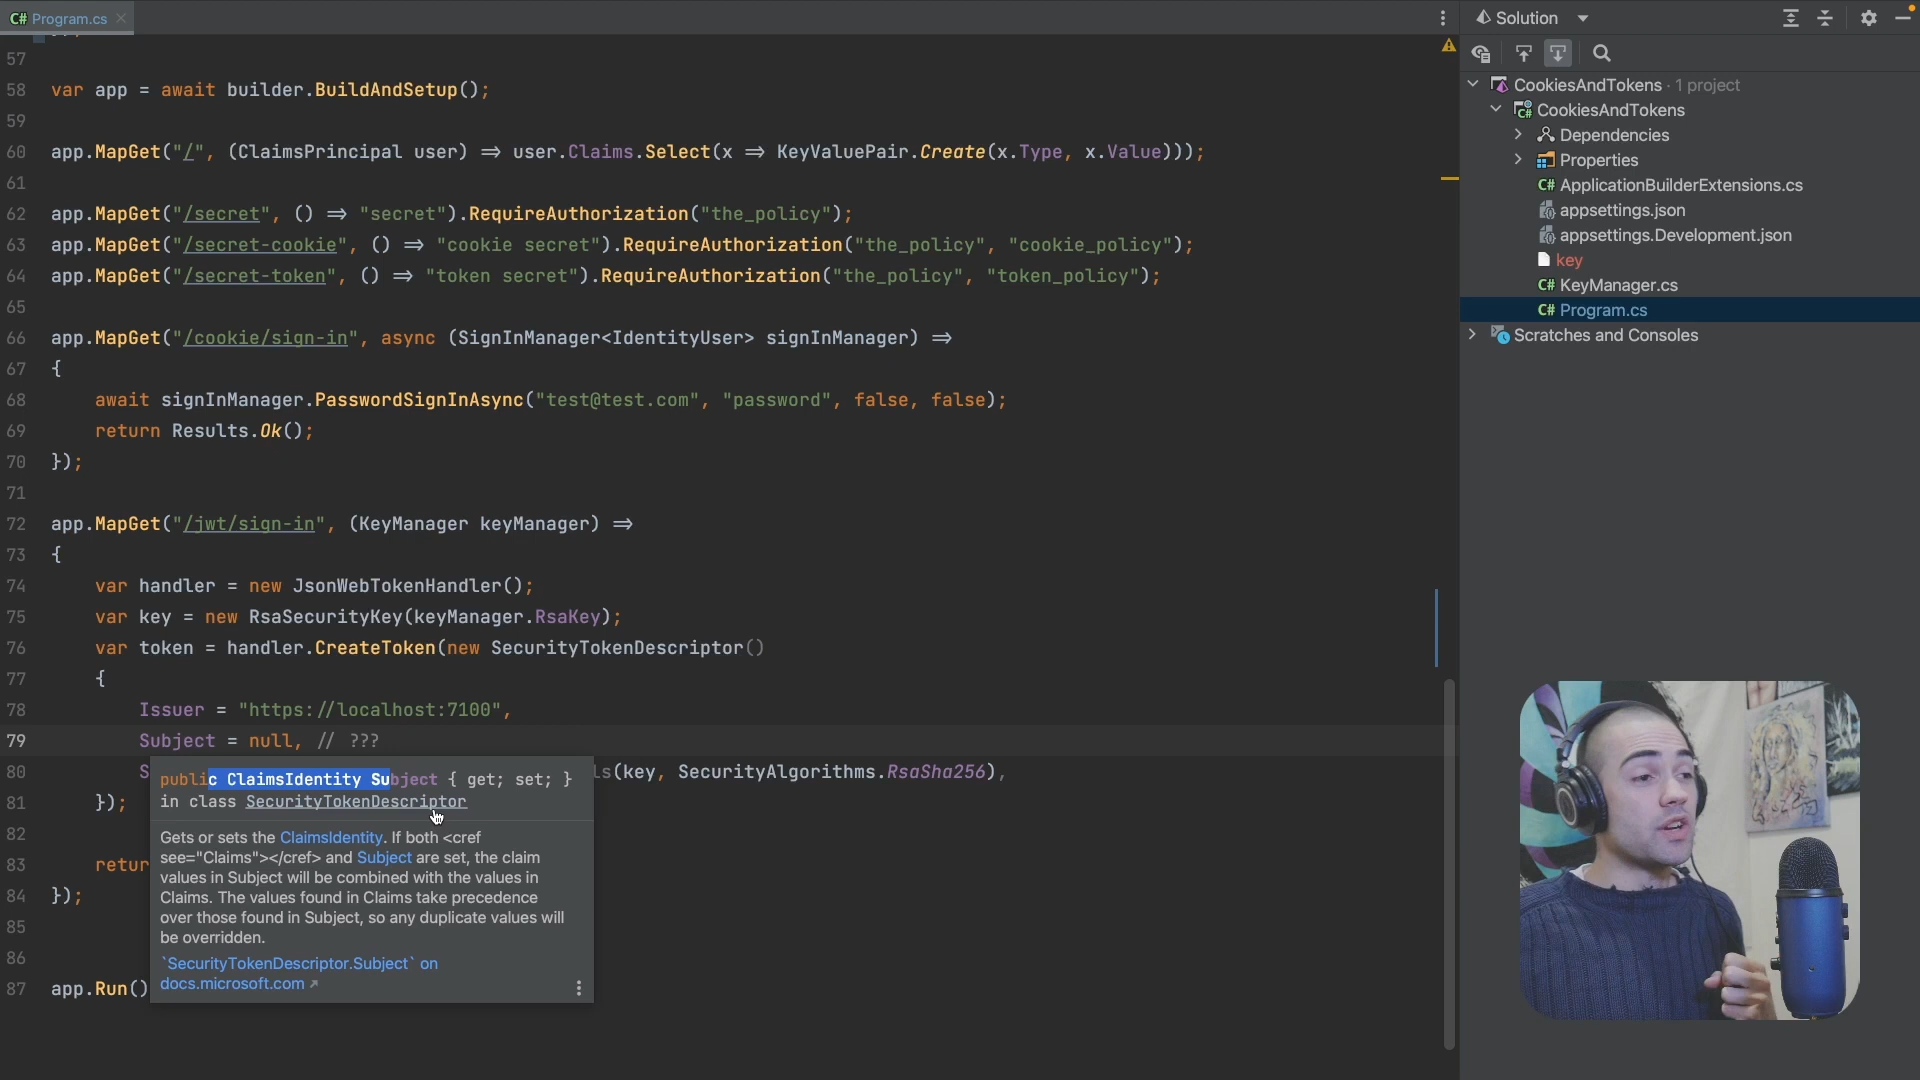 C# Program.cs
57
58 var app = await builder.BuildAndSetup();
59
60 app.MapGet("/", (ClaimsPrincipal user) => user.Claims.Select(x => KeyValuePair.Create(x.Type, x.Value)));
61
62 app.MapGet("/secret", () => "secret").RequireAuthorization("the_policy");
63 app.MapGet("/secret-cookie", () => "cookie secret").RequireAuthorization("the_policy", "cookie_policy");
64 app.MapGet("/secret-token", () => "token secret").RequireAuthorization("the_policy", "token_policy");
65
66 app.MapGet("/cookie/sign-in", async (SignInManager<IdentityUser> signInManager) =>
67 {
68 await signInManager.PasswordSignInAsync("test@test.com", "password", false, false);
69 return Results.Ok();
70 });
71
72 app.MapGet("/jwt/sign-in", (KeyManager keyManager) =>
73 {
74 var handler = new JsonWebTokenHandler();
75 var key = new RsaSecurityKey(keyManager.RsaKey);
76 var token = handler.CreateToken(new SecurityTokenDescriptor()
77 {
78 Issuer = "https://localhost:7100",
79 Subject = null, // ???
80 S ls(key, SecurityAlgorithms.RsaSha256),
81 });
82
83 retur
84 });
85
86
87 app.Run()
public ClaimsIdentity Subject { get; set; }
in class SecurityTokenDescriptor
Gets or sets the ClaimsIdentity. If both <cref
see="Claims"></cref> and Subject are set, the claim
values in Subject will be combined with the values in
Claims. The values found in Claims take precedence
over those found in Subject, so any duplicate values will
be overridden.
`SecurityTokenDescriptor.Subject` on
docs.microsoft.com
Solution
CookiesAndTokens · 1 project
C# CookiesAndTokens
Dependencies
Properties
C# ApplicationBuilderExtensions.cs
appsettings.json
appsettings.Development.json
key
C# KeyManager.cs
C# Program.cs
Scratches and Consoles